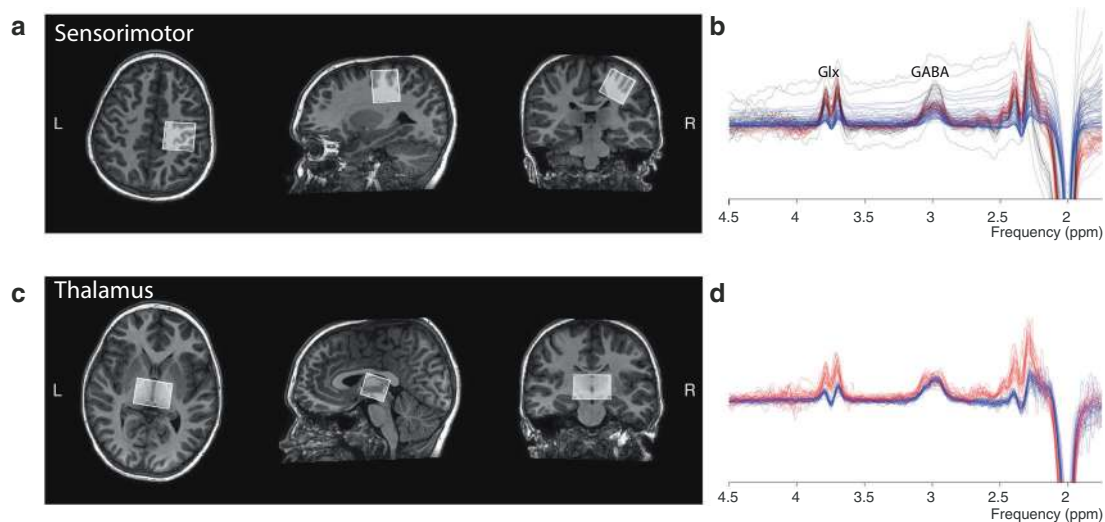 a
Sensorimotor
L
R
b
Glx
GABA
4.5 4 3.5 3 2.5 2
Frequency (ppm)
c
Thalamus
L
R
d
4.5 4 3.5 3 2.5 2
Frequency (ppm)